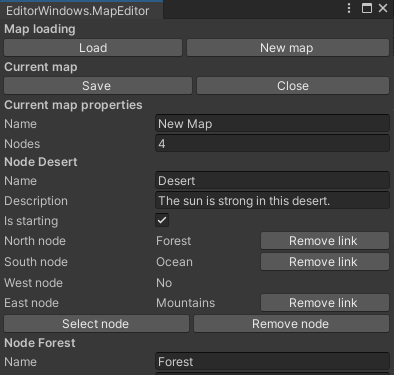 EditorWindows.MapEditor
Map loading
Load New map
Current map
Save Close
Current map properties
Name New Map
Nodes 4
Node Desert
Name Desert
Description The sun is strong in this desert.
Is starting
North node Forest Remove link
South node Ocean Remove link
West node No
East node Mountains Remove link
Select node Remove node
Node Forest
Name Forest